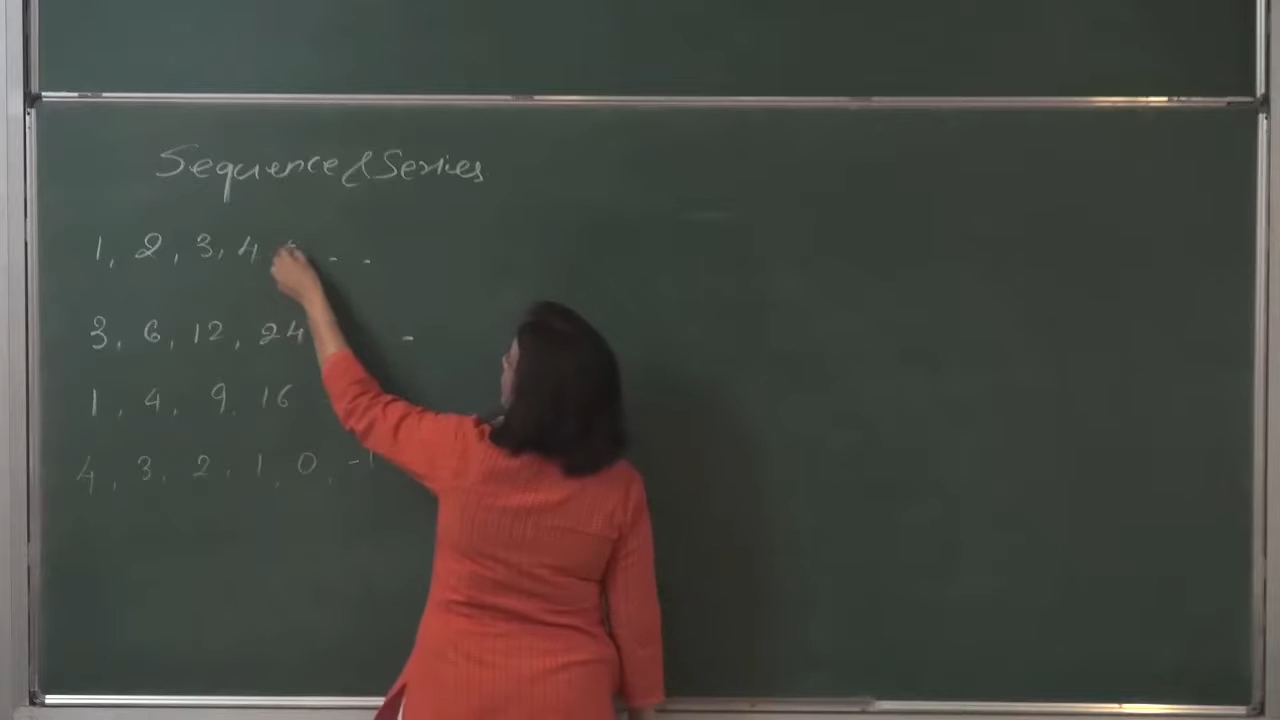 Sequence & Series
1, 2, 3, 4 - -
3, 6, 12, 24 -
1, 4, 9, 16
4, 3, 2, 1, 0, -1